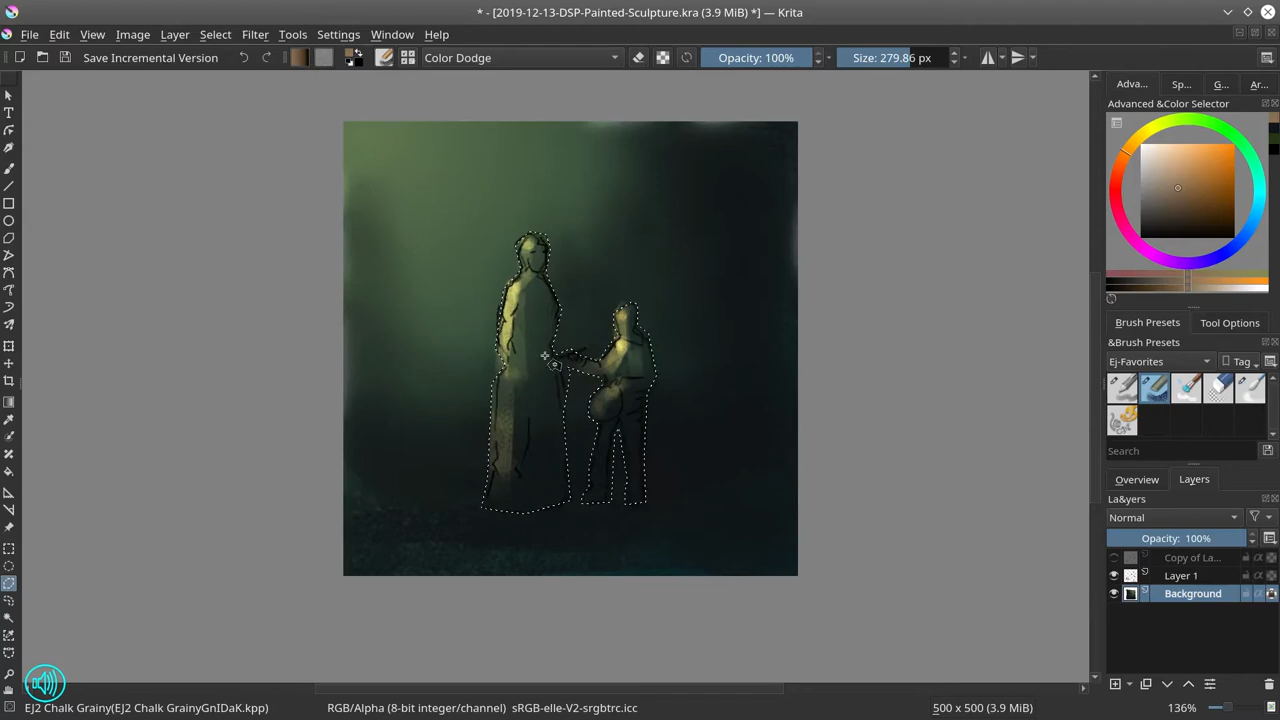 * - [2019-12-13-DSP-Painted-Sculpture.kra (3.9 MiB) *] — Krita
File Edit View Image Layer Select Filter Tools Settings Window Help
Save Incremental Version Color Dodge Opacity: 100% Size: 279.86 px
Adva... Sp... G... Ar...
Advanced &Color Selector
Brush Presets Tool Options
&Brush Presets
Ej-Favorites Tag
Search
Overview Layers
La&yers
Normal
Opacity: 100%
Copy of La...
Layer 1
Background
EJ2 Chalk Grainy(EJ2 Chalk GrainyGnIDaK.kpp) RGB/Alpha (8-bit integer/channel) sRGB-elle-V2-srgbtrc.icc 500 x 500 (3.9 MiB) 136%